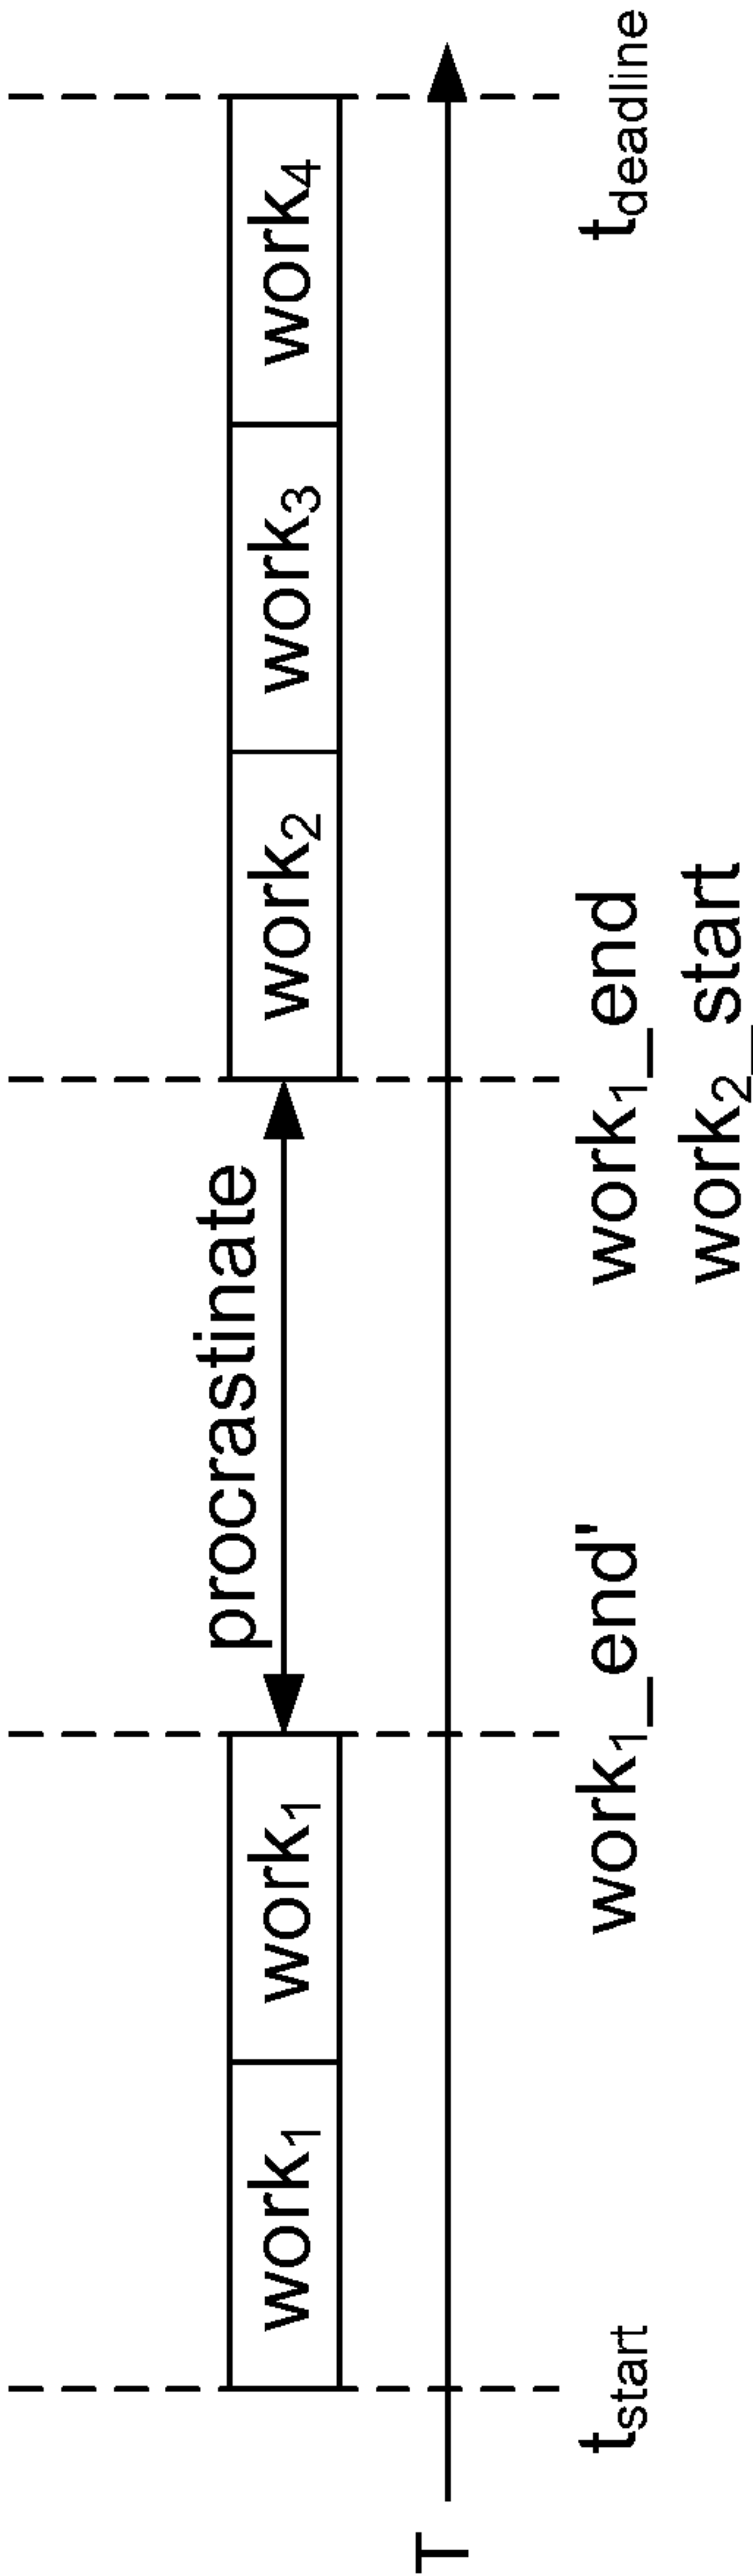 procrastinate
work₁ work₁ work₂ work₃ work₄
T
t_start work₁_end' work₁_end t_deadline
work₂_start